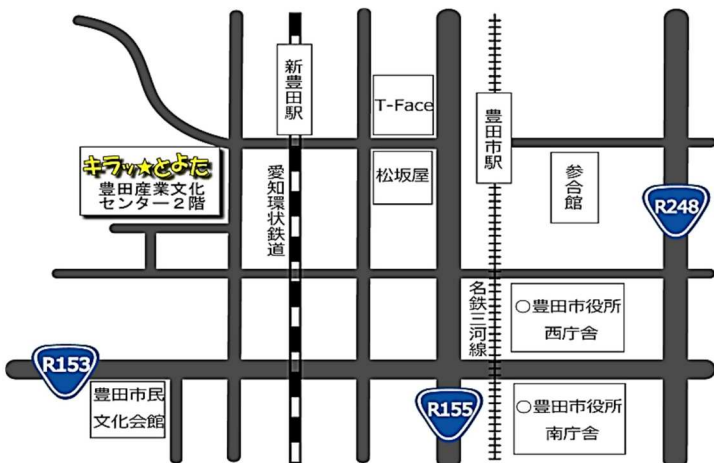 新豊田駅
T-Face
豊田市駅
キラッ★とよた
豊田産業文化
センター２階
愛知環状鉄道
松坂屋
参合館
R248
名鉄三河線
○豊田市役所
西庁舎
R153
豊田市民
文化会館
R155
○豊田市役所
南庁舎